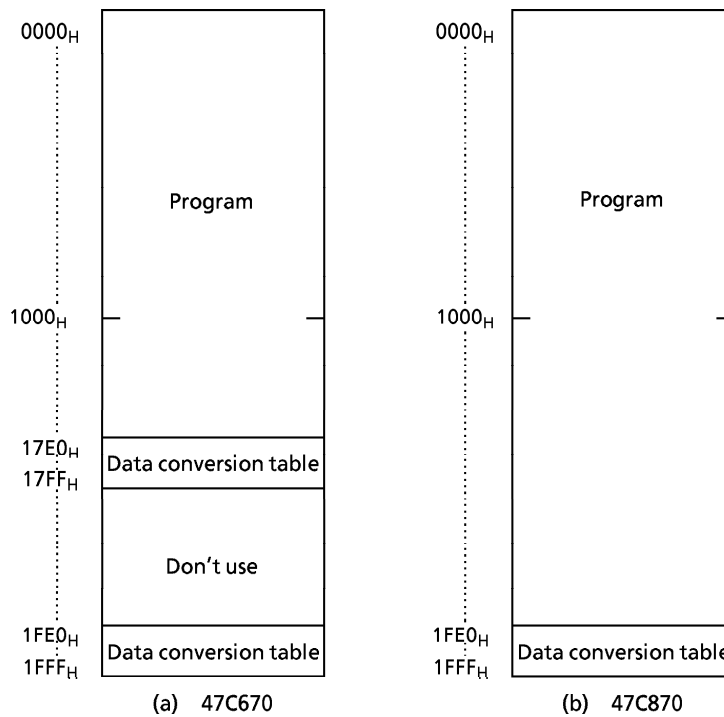 0000H
Program
1000H
17E0H
Data conversion table
17FFH
Don't use
1FE0H
Data conversion table
1FFFH
(a) 47C670
0000H
Program
1000H
1FE0H
Data conversion table
1FFFH
(b) 47C870